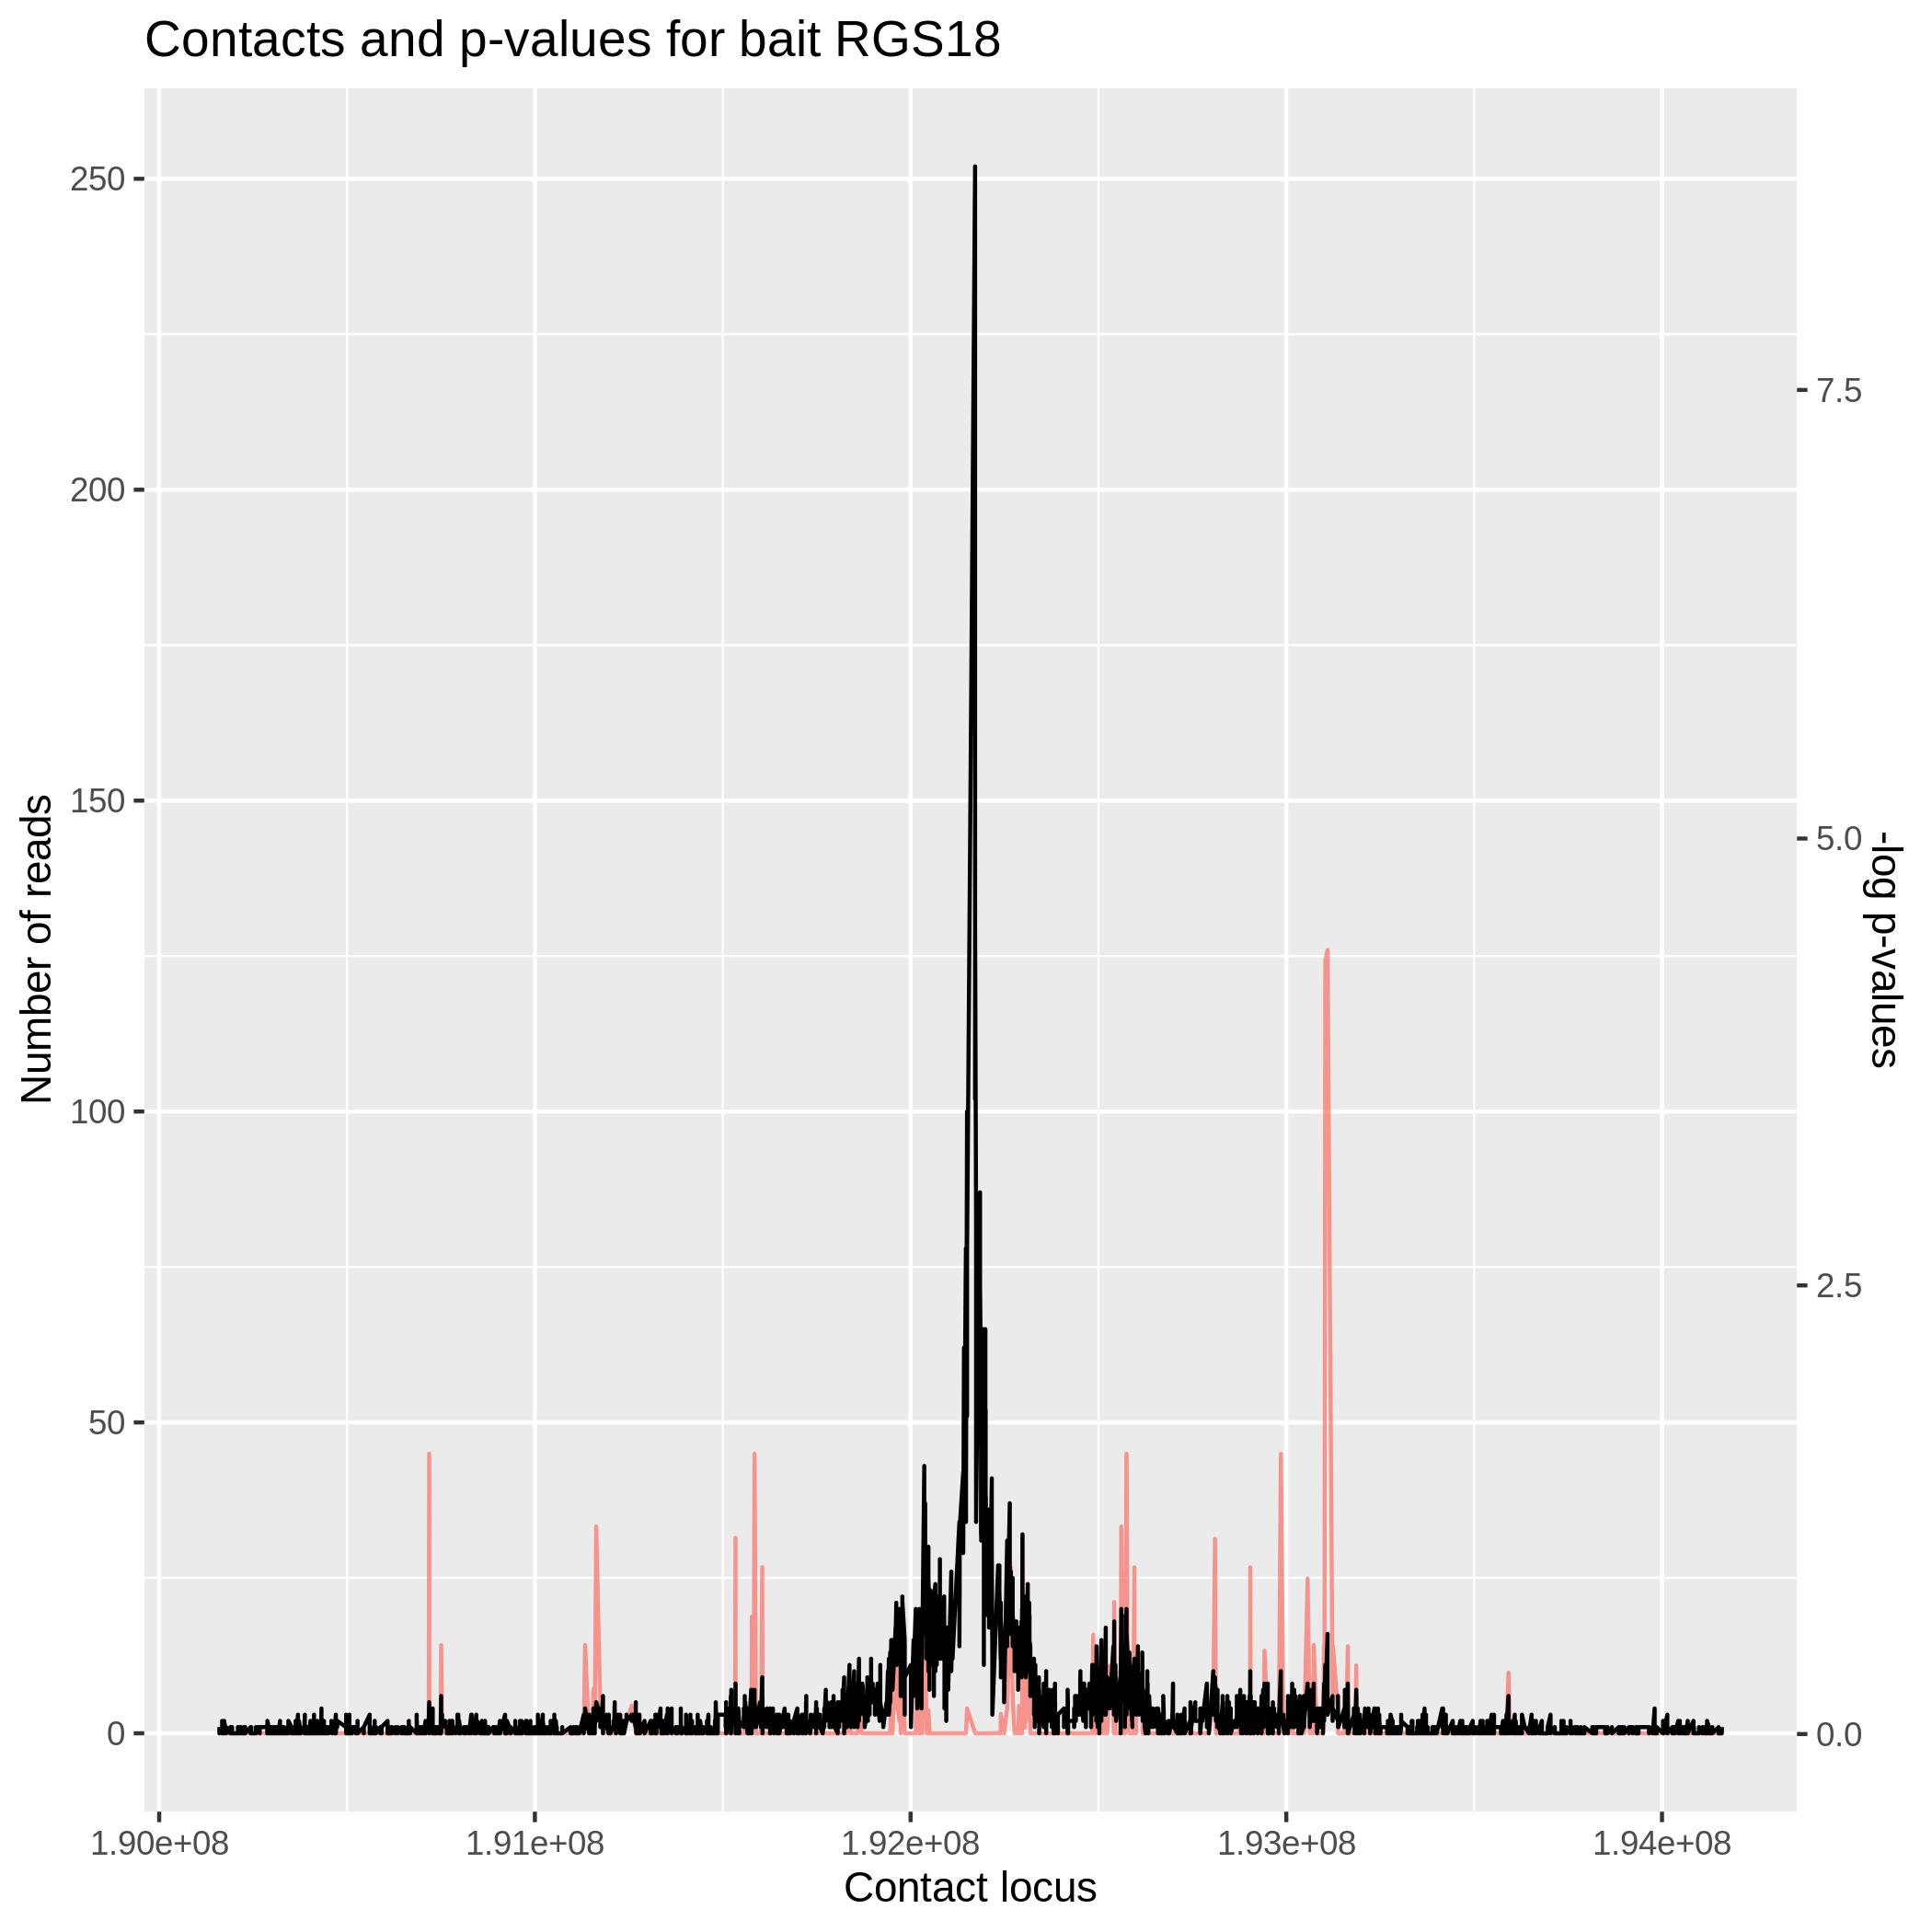 Contacts and p-values for bait RGS18
250
200
150
100
50
0
Number of reads
7.5
5.0
2.5
0.0
-log p-values
1.90e+08
1.91e+08
1.92e+08
1.93e+08
1.94e+08
Contact locus